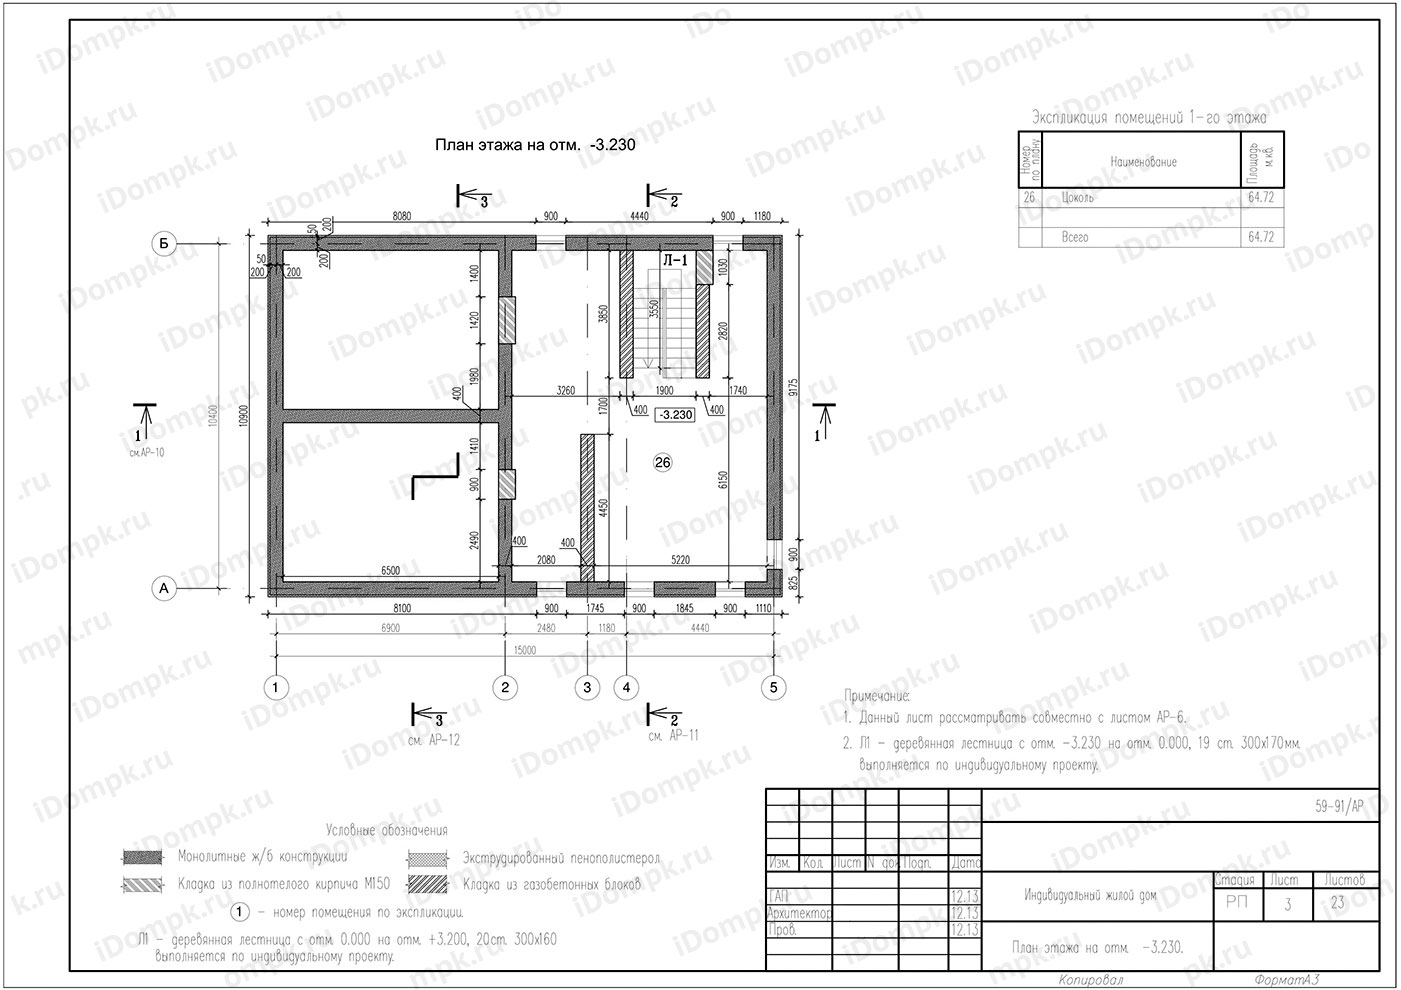 План этажа на отм. -3.230
Экспликация помещений 1-го этажа
Номер по плану
Наименование
Площадь м.кв.
26 Цоколь 64.72
Всего 64.72
3
2
8080 900 4440 900 1180
Б
50
200
200
50
200 200
Л-1
1400
1420
1980
400
1410
900
2490
3850
1700
4450
3550
1030
2820
6150
3260 1900 1740
400
400
-3.230
26
9175
900
825
10400
10900
1
см.АР-10
1
400
400
2080 5220
6500
А
8100 900 1745 900 1845 900 1110
6900 2480 1180 4440
15000
1 2 3 4 5
3
см. АР-12
2
см. АР-11
Примечание:
1. Данный лист рассматривать совместно с листом АР-6.
2. Л1 - деревянная лестница с отм. -3.230 на отм. 0.000, 19 ст. 300х170мм.
выполняется по индивидуальному проекту.
Условные обозначения
Монолитные ж/б конструкции
Экструдированный пенополистерол
Кладка из полнотелого кирпича М150
Кладка из газобетонных блоков
1 - номер помещения по экспликации.
Л1 - деревянная лестница с отм. 0.000 на отм. +3.200, 20ст. 300х160
выполняется по индивидуальному проекту.
59-91/АР
Изм. Кол. Лист N док Подп. Дата
ГАП 12.13
Архитектор 12.13
Пров. 12.13
Индивидуальный жилой дом
Стадия Лист Листов
РП 3 23
План этажа на отм. -3.230.
Копировал
ФорматА3
iDompk.ru